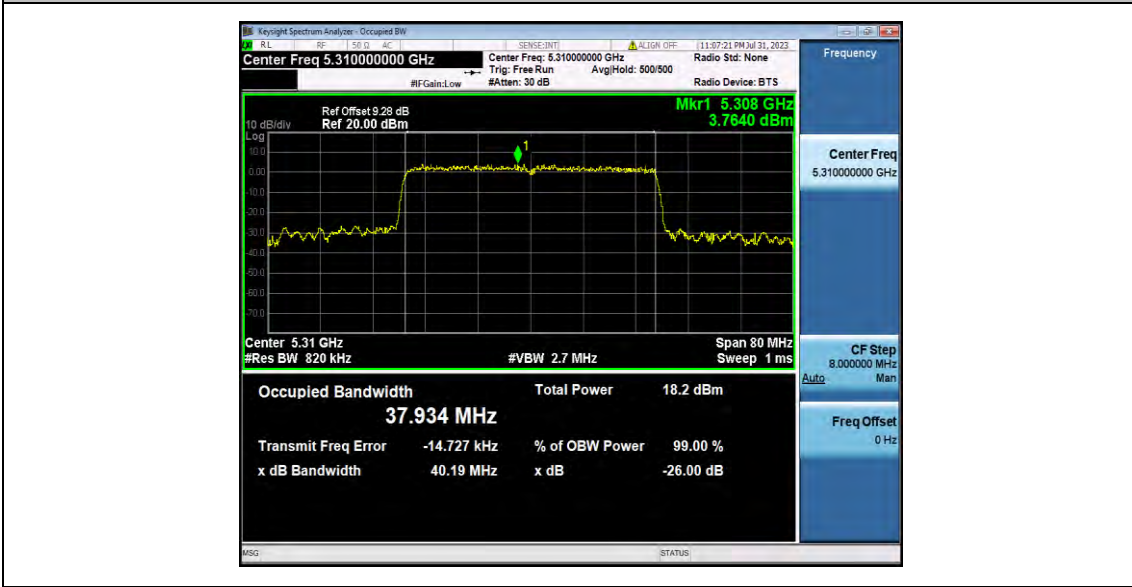 Keysight Spectrum Analyzer - Occupied BW
RL RF 50 Ω AC SENSE:INT ALIGN OFF 11:07:21 PM Jul 31, 2023
Center Freq 5.310000000 GHz
Center Freq: 5.310000000 GHz
Radio Std: None
Trig: Free Run Avg|Hold: 500/500
#IFGain:Low #Atten: 30 dB Radio Device: BTS
Frequency
Ref Offset 9.28 dB
Mkr1 5.308 GHz
10 dB/div Ref 20.00 dBm
3.7640 dBm
Log
10.0
0.00
-10.0
-20.0
-30.0
-40.0
-50.0
-60.0
-70.0
1
Center 5.31 GHz Span 80 MHz
#Res BW 820 kHz #VBW 2.7 MHz Sweep 1 ms
Center Freq
5.310000000 GHz
CF Step
8.000000 MHz
Auto Man
Freq Offset
0 Hz
Occupied Bandwidth Total Power 18.2 dBm
37.934 MHz
Transmit Freq Error -14.727 kHz % of OBW Power 99.00 %
x dB Bandwidth 40.19 MHz x dB -26.00 dB
MSG STATUS